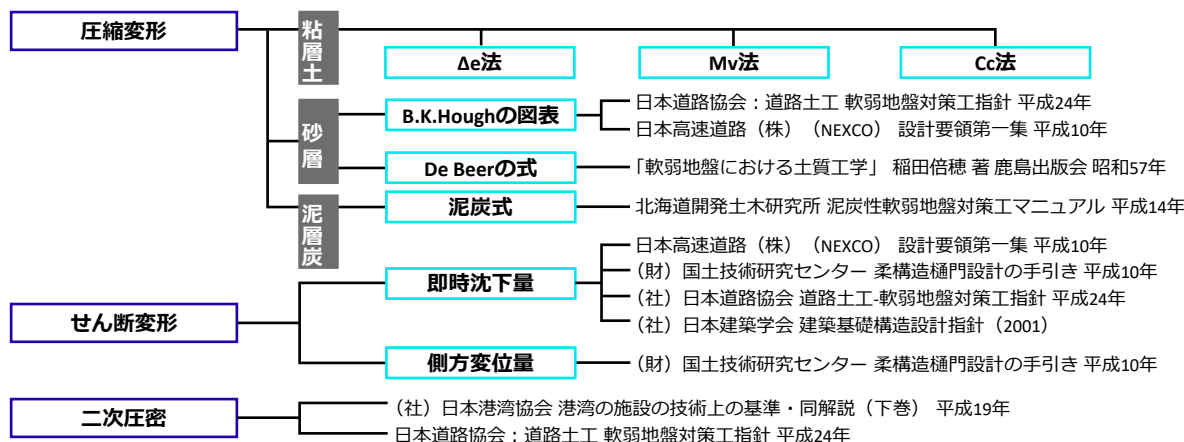 圧縮変形
粘層土
Δe法
Mv法
Cc法
砂層
B.K.Houghの図表
日本道路協会：道路土工 軟弱地盤対策工指針 平成24年
日本高速道路（株）（NEXCO） 設計要領第一集 平成10年
De Beerの式
「軟弱地盤における土質工学」 稲田倍穂 著 鹿島出版会 昭和57年
泥層炭
泥炭式
北海道開発土木研究所 泥炭性軟弱地盤対策工マニュアル 平成14年
せん断変形
即時沈下量
日本高速道路（株）（NEXCO） 設計要領第一集 平成10年
（財）国土技術研究センター 柔構造樋門設計の手引き 平成10年
（社）日本道路協会 道路土工-軟弱地盤対策工指針 平成24年
（社）日本建築学会 建築基礎構造設計指針（2001）
側方変位量
（財）国土技術研究センター 柔構造樋門設計の手引き 平成10年
二次圧密
（社）日本港湾協会 港湾の施設の技術上の基準・同解説（下巻） 平成19年
日本道路協会：道路土工 軟弱地盤対策工指針 平成24年